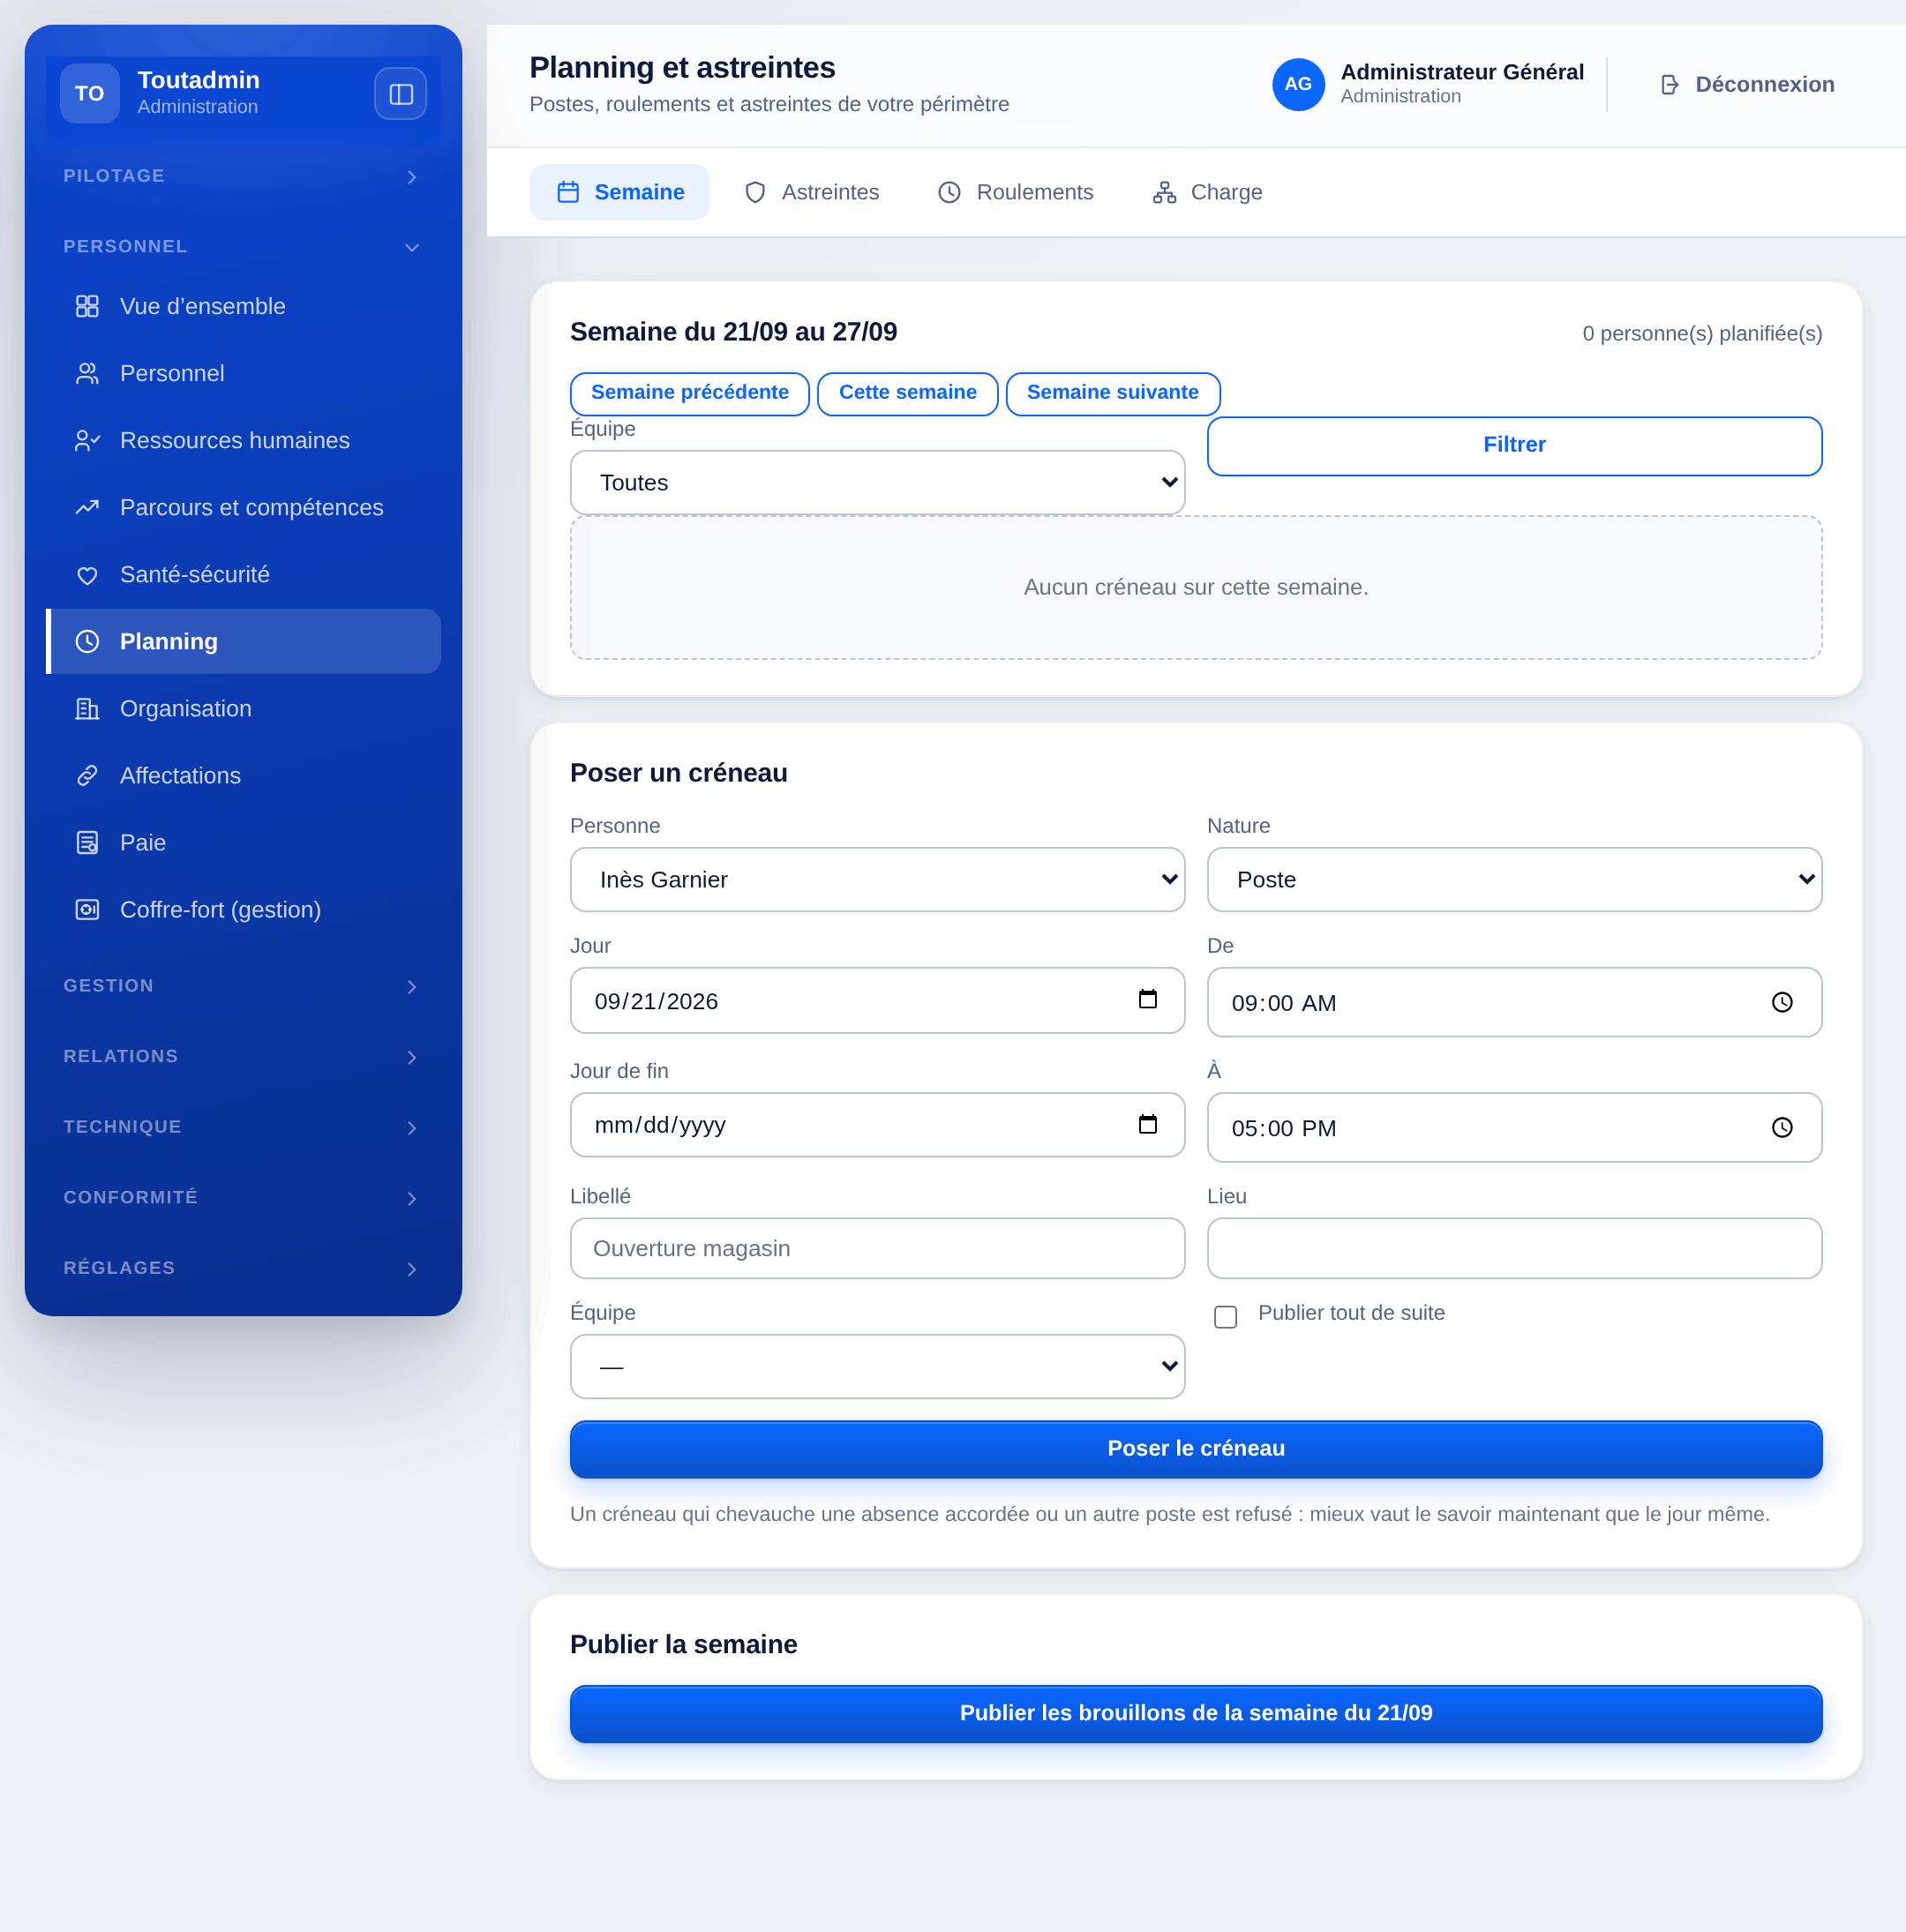 TO
Toutadmin
Administration
PILOTAGE
PERSONNEL
Vue d’ensemble
Personnel
Ressources humaines
Parcours et compétences
Santé-sécurité
Planning
Organisation
Affectations
Paie
Coffre-fort (gestion)
GESTION
RELATIONS
TECHNIQUE
CONFORMITÉ
RÉGLAGES
Planning et astreintes
Postes, roulements et astreintes de votre périmètre
AG
Administrateur Général
Administration
Déconnexion
Semaine
Astreintes
Roulements
Charge
Semaine du 21/09 au 27/09
0 personne(s) planifiée(s)
Semaine précédente
Cette semaine
Semaine suivante
Équipe
Toutes
Filtrer
Aucun créneau sur cette semaine.
Poser un créneau
Personne
Inès Garnier
Nature
Poste
Jour
09/21/2026
De
09:00 AM
Jour de fin
mm/dd/yyyy
À
05:00 PM
Libellé
Ouverture magasin
Lieu
Équipe
—
Publier tout de suite
Poser le créneau
Un créneau qui chevauche une absence accordée ou un autre poste est refusé : mieux vaut le savoir maintenant que le jour même.
Publier la semaine
Publier les brouillons de la semaine du 21/09